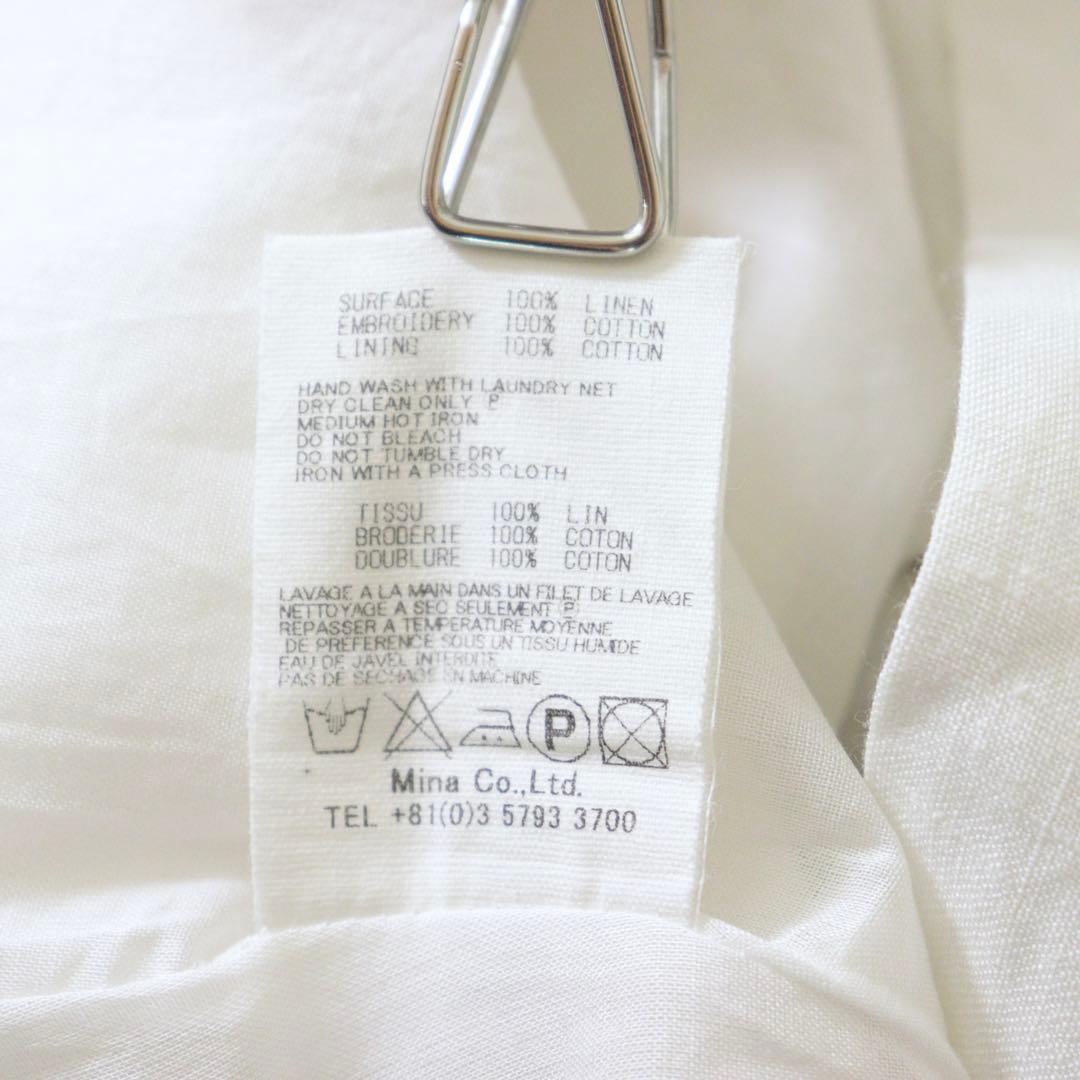 SURFACE 100% LINEN
EMBROIDERY 100% COTTON
LINING 100% COTTON
HAND WASH WITH LAUNDRY NET
DRY CLEAN ONLY Ⓟ
MEDIUM HOT IRON
DO NOT BLEACH
DO NOT TUMBLE DRY
IRON WITH A PRESS CLOTH
TISSU 100% LIN
BRODERIE 100% COTON
DOUBLURE 100% COTON
LAVAGE A LA MAIN DANS UN FILET DE LAVAGE
NETTOYAGE A SEC SEULEMENT Ⓟ
REPASSER A TEMPERATURE MOYENNE
DE PREFERENCE SOUS UN TISSU HUMIDE
EAU DE JAVEL INTERDITE
PAS DE SECHAGE EN MACHINE
P
Mina Co.,Ltd.
TEL +81(0)3 5793 3700